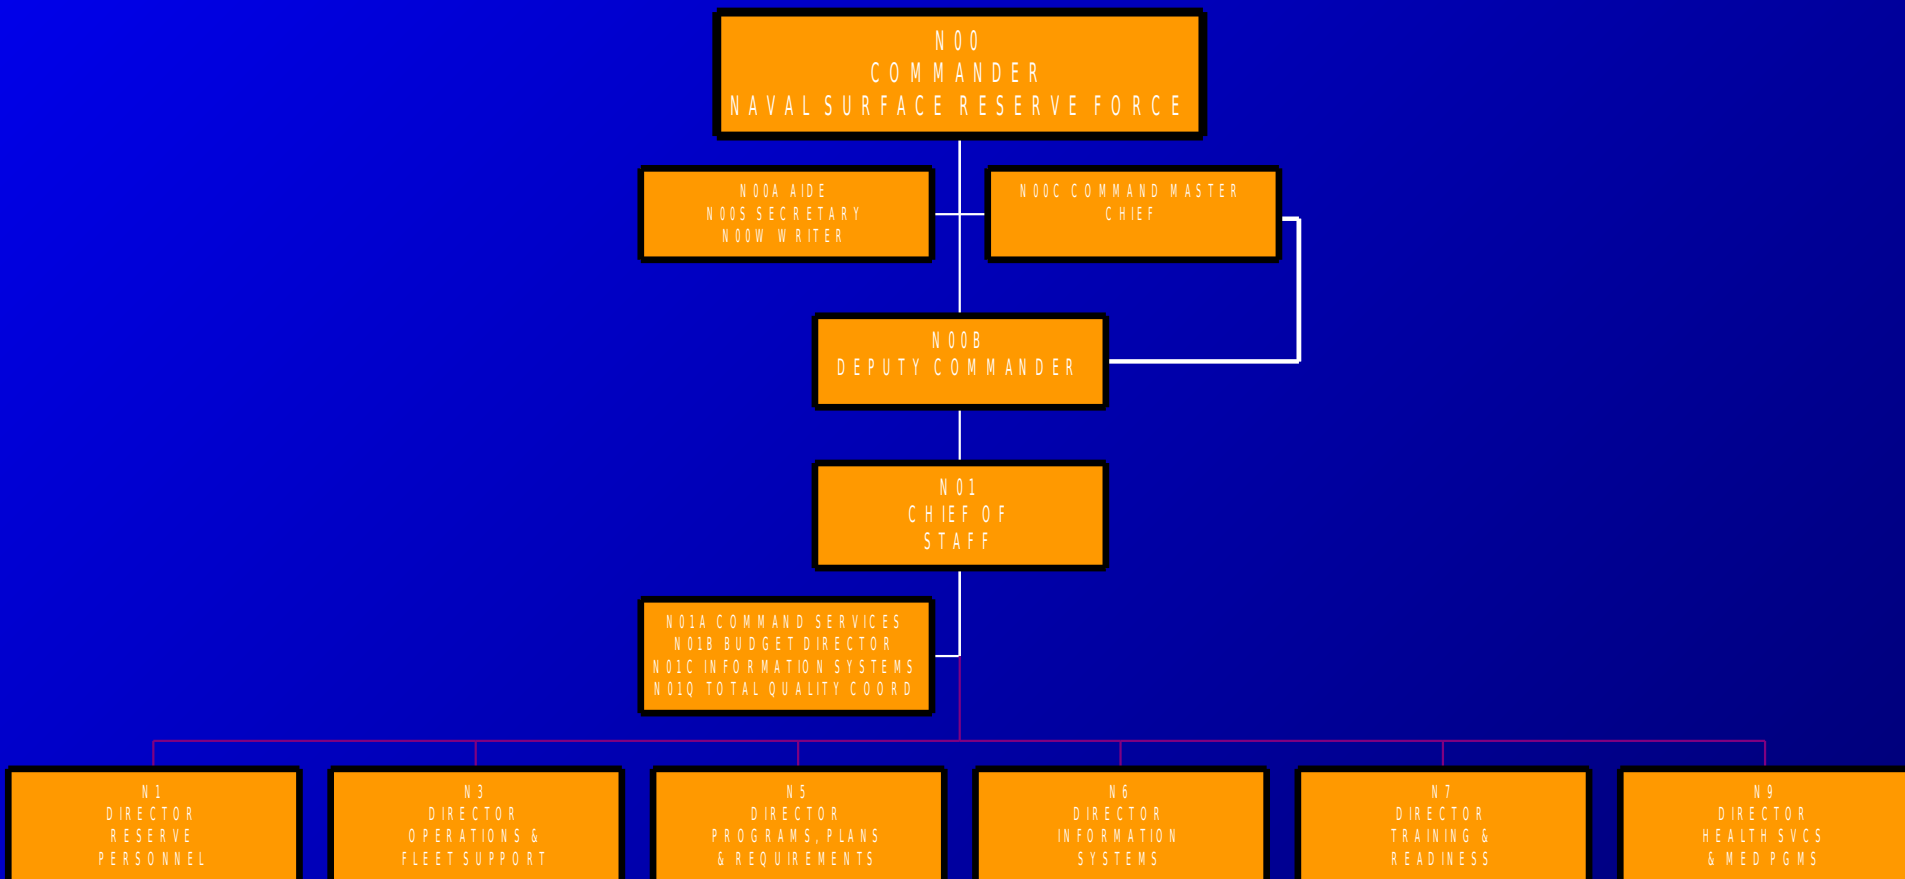 N00
COMMANDER
NAVAL SURFACE RESERVE FORCE
N00A AIDE
N00S SECRETARY
N00W WRITER
N00C COMMAND MASTER
CHIEF
N00B
DEPUTY COMMANDER
N01
CHIEF OF
STAFF
N01A COMMAND SERVICES
N01B BUDGET DIRECTOR
N01C INFORMATION SYSTEMS
N01Q TOTAL QUALITY COORD
N1
DIRECTOR
RESERVE
PERSONNEL
N3
DIRECTOR
OPERATIONS &
FLEET SUPPORT
N5
DIRECTOR
PROGRAMS, PLANS
& REQUIREMENTS
N6
DIRECTOR
INFORMATION
SYSTEMS
N7
DIRECTOR
TRAINING &
READINESS
N9
DIRECTOR
HEALTH SVCS
& MED PGMS